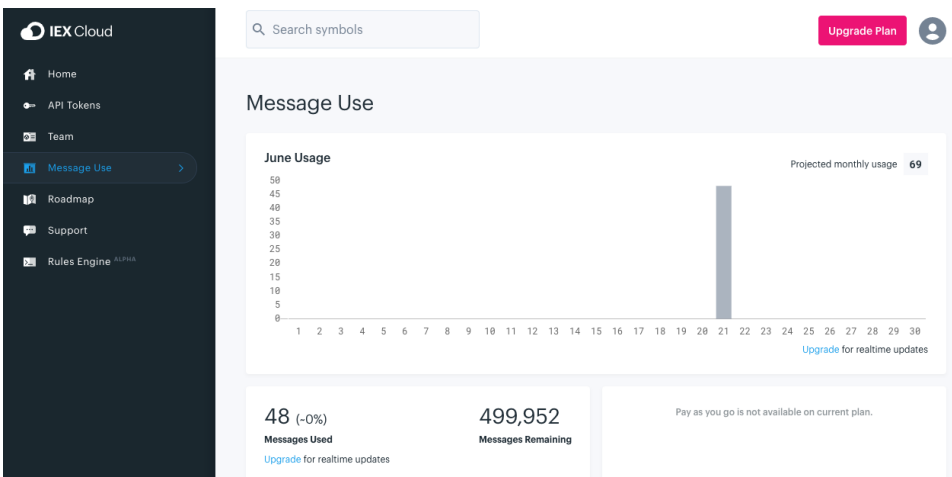 IEX Cloud
Search symbols
Upgrade Plan
Home
API Tokens
Team
Message Use
Roadmap
Support
Rules Engine ALPHA
Message Use
June Usage
Projected monthly usage 69
50
45
40
35
30
25
20
15
10
5
0
1 2 3 4 5 6 7 8 9 10 11 12 13 14 15 16 17 18 19 20 21 22 23 24 25 26 27 28 29 30
Upgrade for realtime updates
48 (~0%)
Messages Used
Upgrade for realtime updates
499,952
Messages Remaining
Pay as you go is not available on current plan.